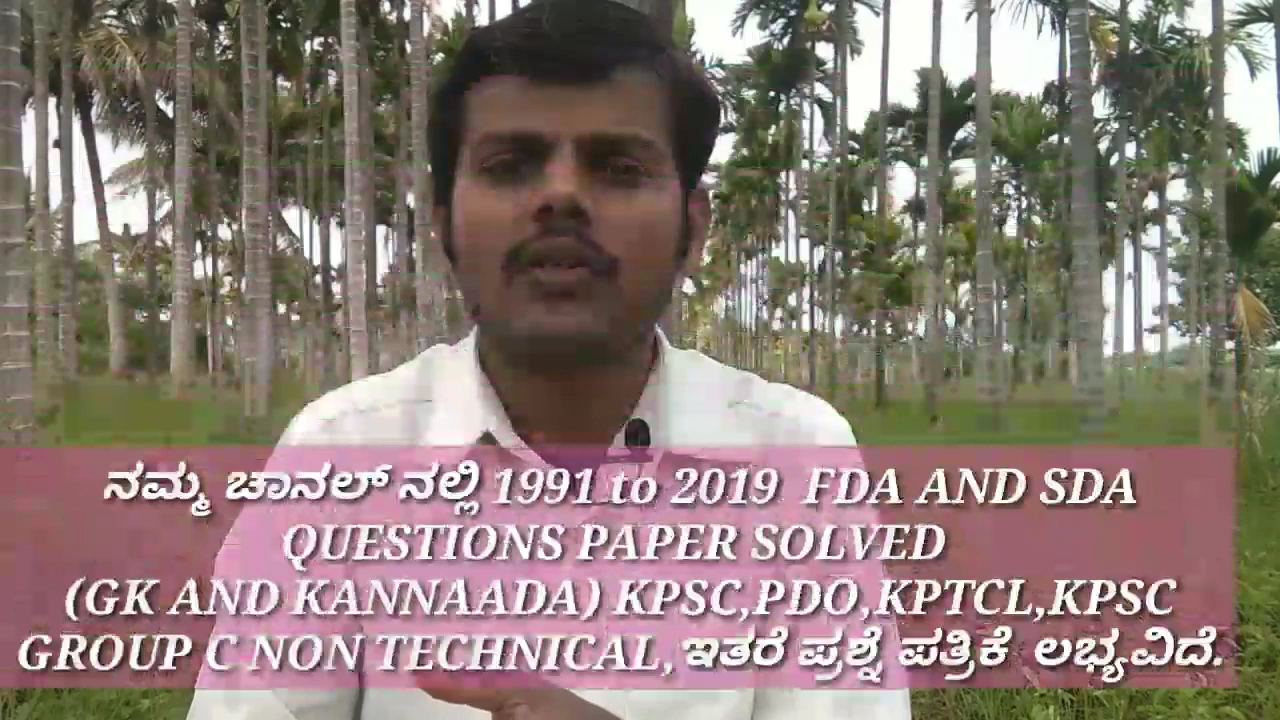 ನಮ್ಮ ಚಾನಲ್ ನಲ್ಲಿ 1991 to 2019 FDA AND SDA
QUESTIONS PAPER SOLVED
(GK AND KANNAADA) KPSC,PDO,KPTCL,KPSC
GROUP C NON TECHNICAL,ಇತರೆ ಪ್ರಶ್ನೆ ಪತ್ರಿಕೆ ಲಭ್ಯವಿದೆ.